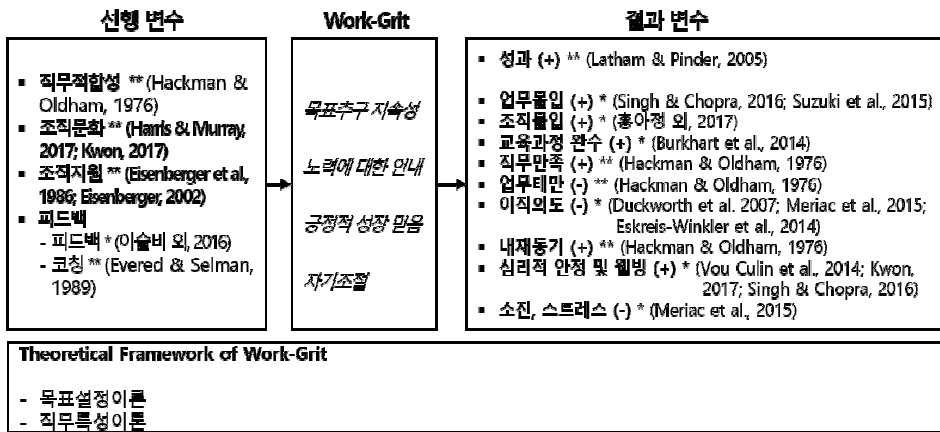 선행 변수
▪ 직무적합성 ** (Hackman &
Oldham, 1976)
▪ 조직문화 ** (Harris & Murray,
2017; Kwon, 2017)
▪ 조직지원 ** (Eisenberger et al.,
1986; Eisenberger, 2002)
▪ 피드백
- 피드백 * (이슬비 외, 2016)
- 코칭 ** (Evered & Selman,
1989)
Work-Grit
목표추구 지속성
노력에 대한 인내
긍정적 성장 믿음
자기조절
결과 변수
▪ 성과 (+) ** (Latham & Pinder, 2005)
▪ 업무몰입 (+) * (Singh & Chopra, 2016; Suzuki et al., 2015)
▪ 조직몰입 (+) * (홍아정 외, 2017)
▪ 교육과정 완수 (+) * (Burkhart et al., 2014)
▪ 직무만족 (+) ** (Hackman & Oldham, 1976)
▪ 업무태만 (-) ** (Hackman & Oldham, 1976)
▪ 이직의도 (-) * (Duckworth et al. 2007; Meriac et al., 2015;
Eskreis-Winkler et al., 2014)
▪ 내재동기 (+) ** (Hackman & Oldham, 1976)
▪ 심리적 안정 및 웰빙 (+) * (Vou Culin et al., 2014; Kwon,
2017; Singh & Chopra, 2016)
▪ 소진, 스트레스 (-) * (Meriac et al., 2015)
Theoretical Framework of Work-Grit
- 목표설정이론
- 직무특성이론